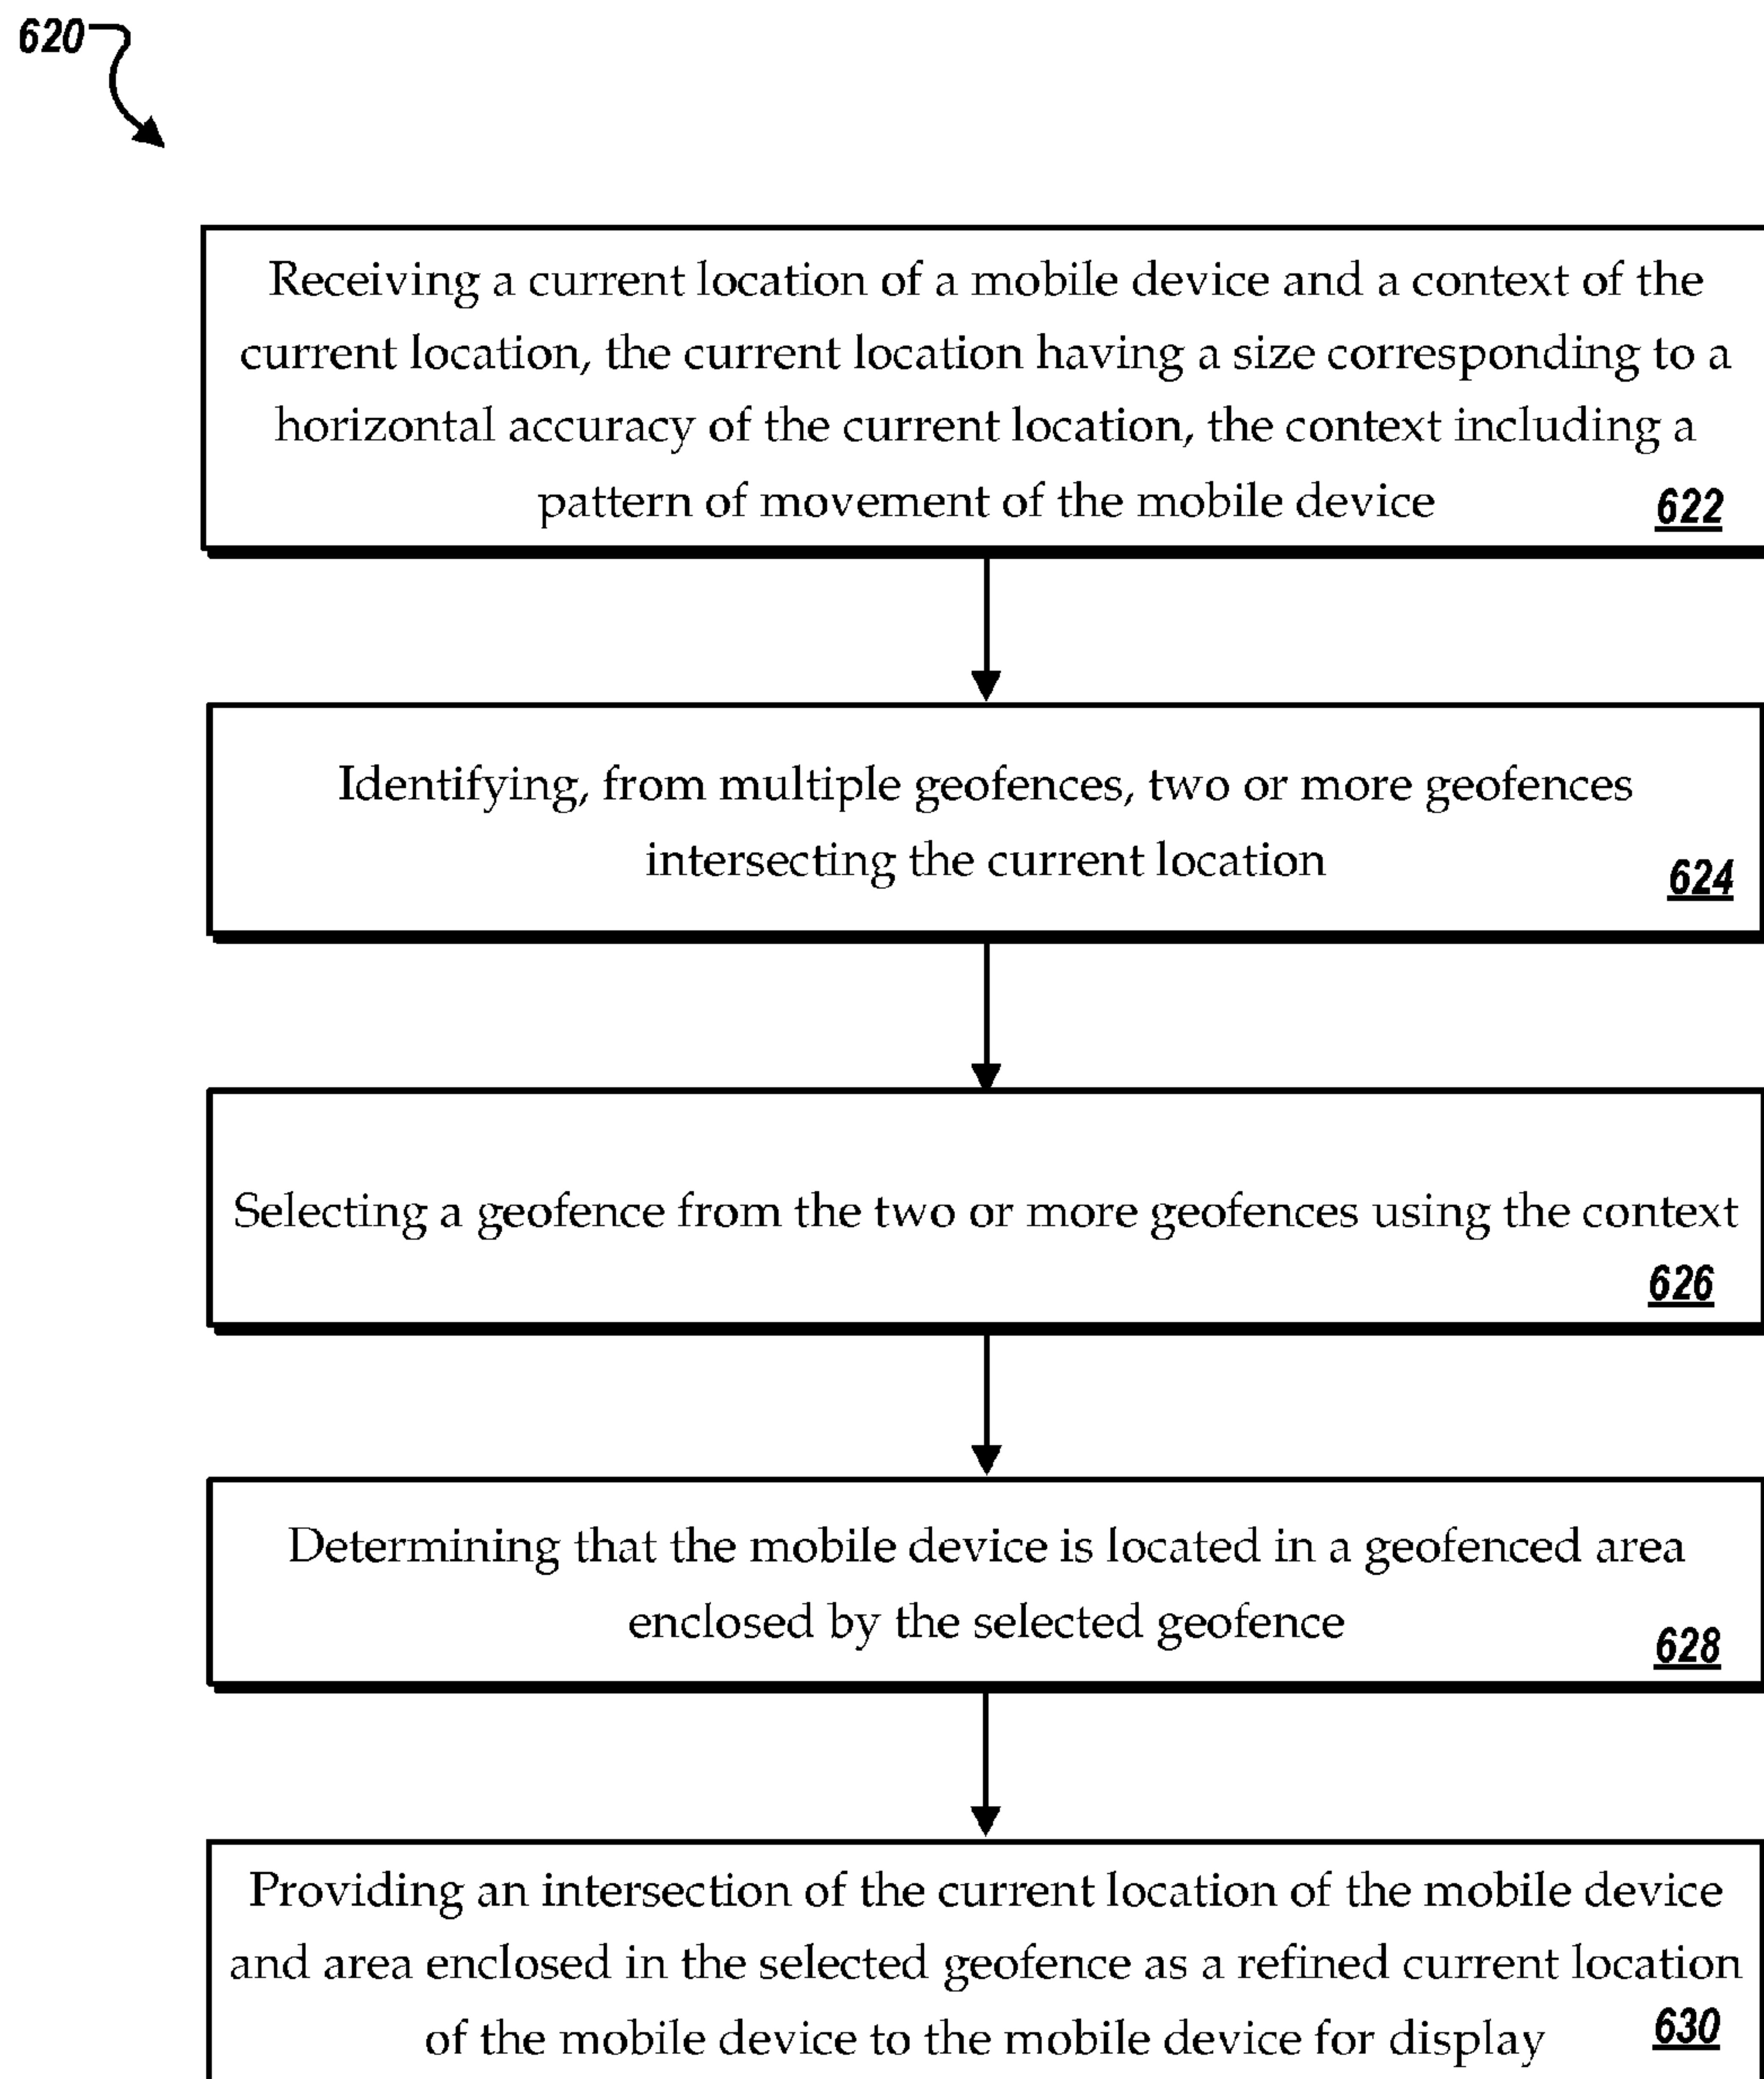 620
Receiving a current location of a mobile device and a context of the
current location, the current location having a size corresponding to a
horizontal accuracy of the current location, the context including a
pattern of movement of the mobile device
622
Identifying, from multiple geofences, two or more geofences
intersecting the current location
624
Selecting a geofence from the two or more geofences using the context
626
Determining that the mobile device is located in a geofenced area
enclosed by the selected geofence
628
Providing an intersection of the current location of the mobile device
and area enclosed in the selected geofence as a refined current location
of the mobile device to the mobile device for display
630